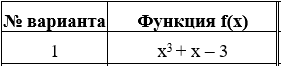 № варианта Функция f(x)
1 x³ + x – 3